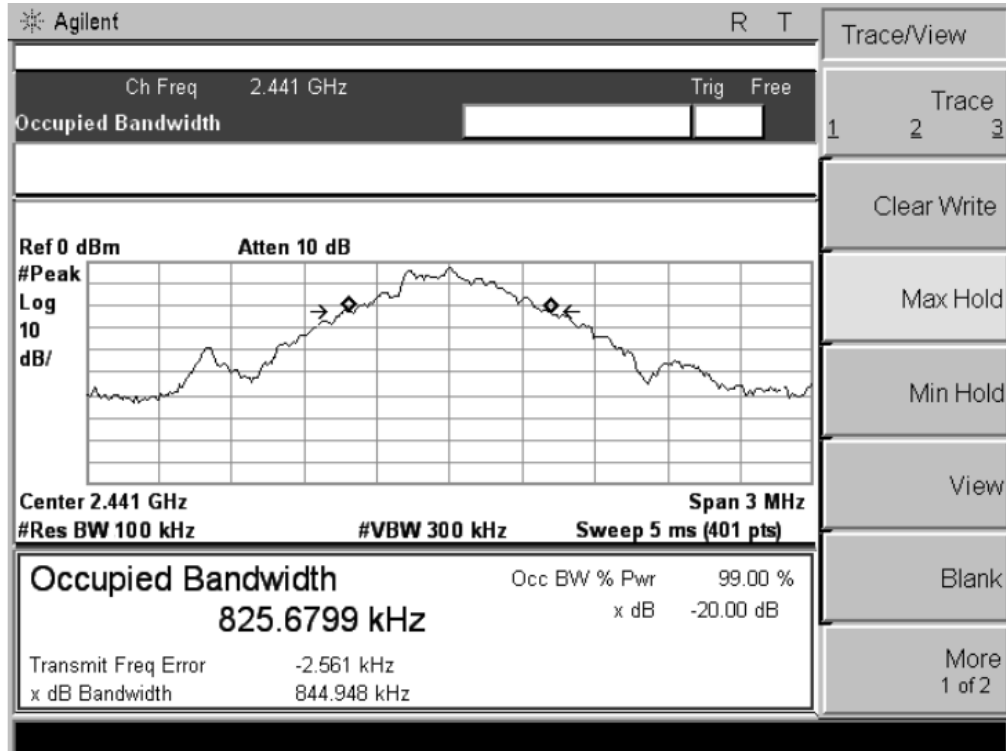 Agilent
R T
Trace/View
Ch Freq 2.441 GHz
Trig Free
Occupied Bandwidth
Trace
1 2 3
Clear Write
Ref 0 dBm
Atten 10 dB
#Peak
Log
10
dB/
Max Hold
Min Hold
View
Center 2.441 GHz
Span 3 MHz
#Res BW 100 kHz
#VBW 300 kHz
Sweep 5 ms (401 pts)
Occupied Bandwidth
825.6799 kHz
Occ BW % Pwr 99.00 %
x dB -20.00 dB
Transmit Freq Error -2.561 kHz
x dB Bandwidth 844.948 kHz
Blank
More
1 of 2